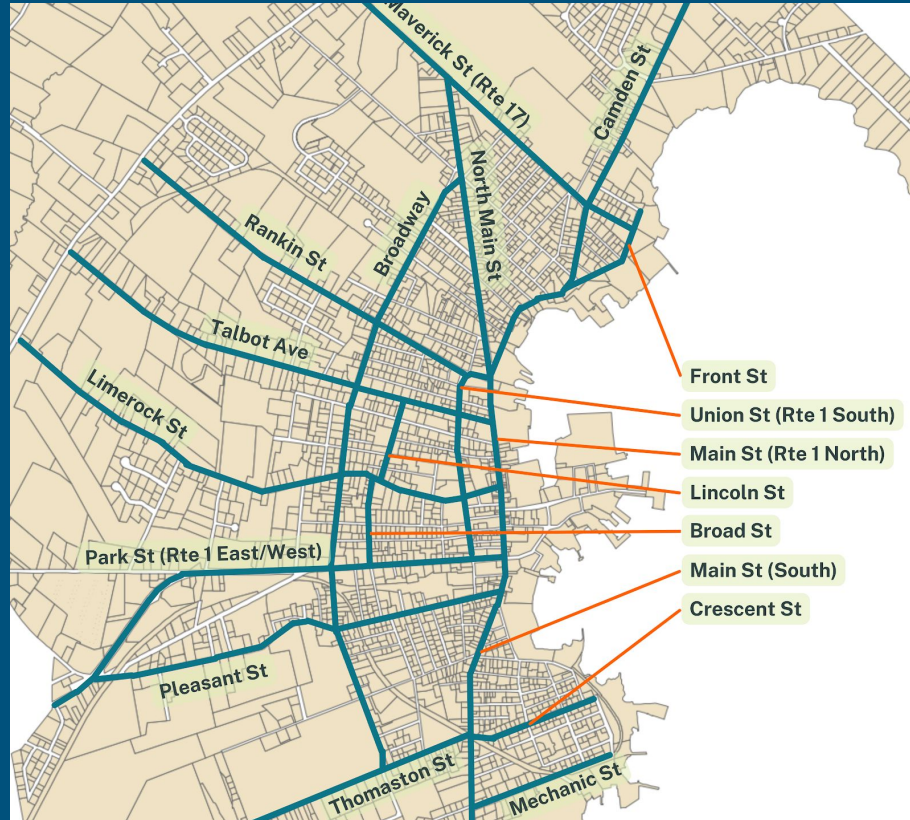 Maverick St (Rte 17)
Camden St
North Main St
Broadway
Rankin St
Talbot Ave
Limerock St
Front St
Union St (Rte 1 South)
Main St (Rte 1 North)
Lincoln St
Broad St
Park St (Rte 1 East/West)
Main St (South)
Crescent St
Pleasant St
Thomaston St
Mechanic St